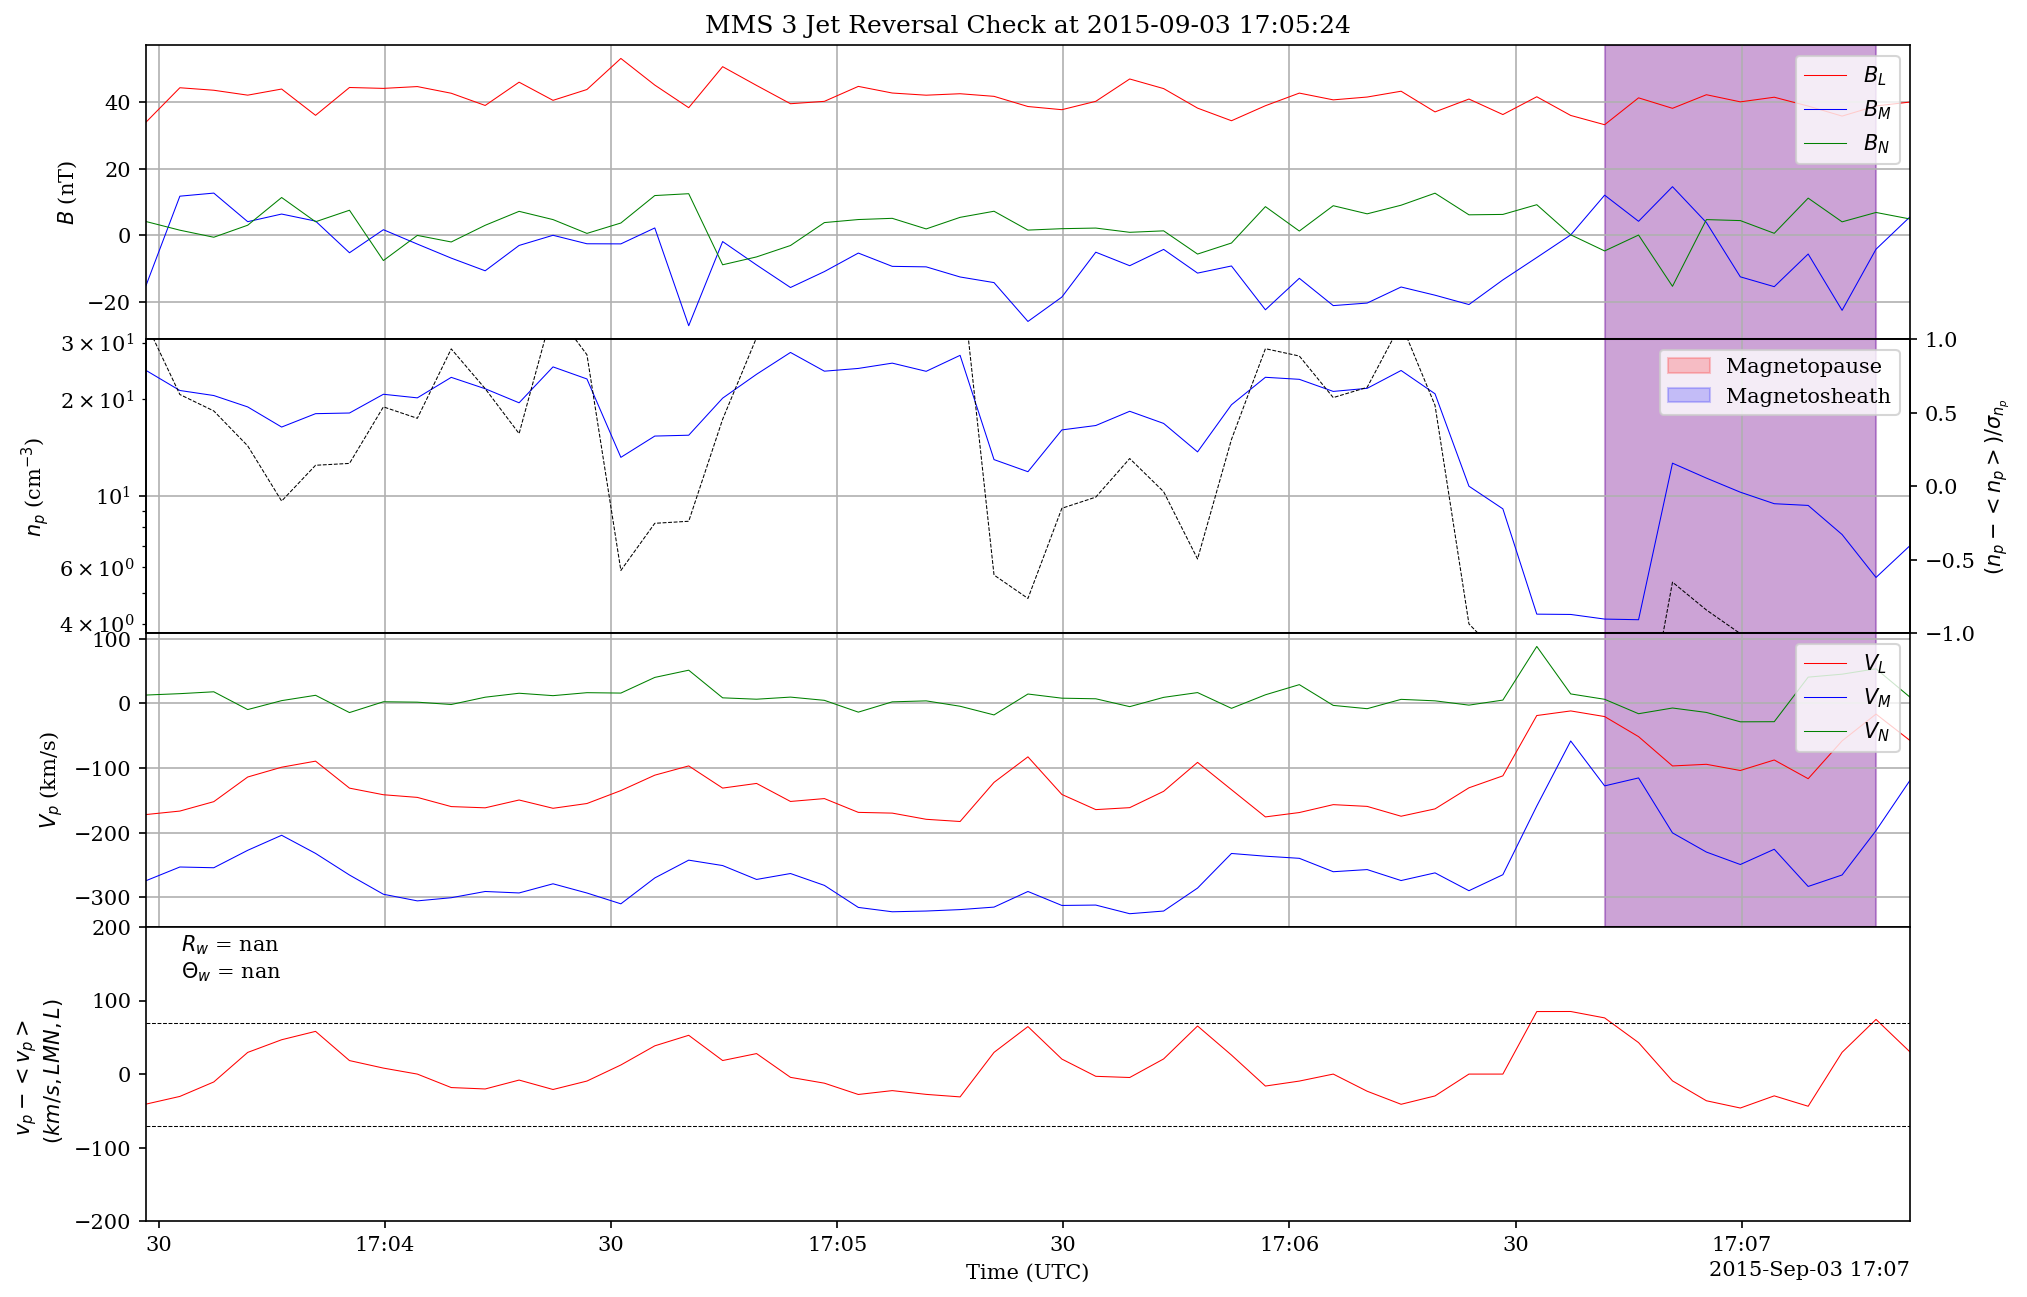 MMS 3 Jet Reversal Check at 2015-09-03 17:05:24
B (nT)
40
20
0
−20
B_L
B_M
B_N
n_p (cm^{−3})
3 × 10^1
2 × 10^1
10^1
6 × 10^0
4 × 10^0
Magnetopause
Magnetosheath
1.0
0.5
0.0
−0.5
−1.0
(n_p − < n_p > )/σ_{n_p}
V_p (km/s)
100
0
−100
−200
−300
V_L
V_M
V_N
v_p − < v_p >
(km/s, LMN, L)
200
100
0
−100
−200
R_w = nan
Θ_w = nan
30
17:04
30
17:05
30
17:06
30
17:07
Time (UTC)
2015-Sep-03 17:07